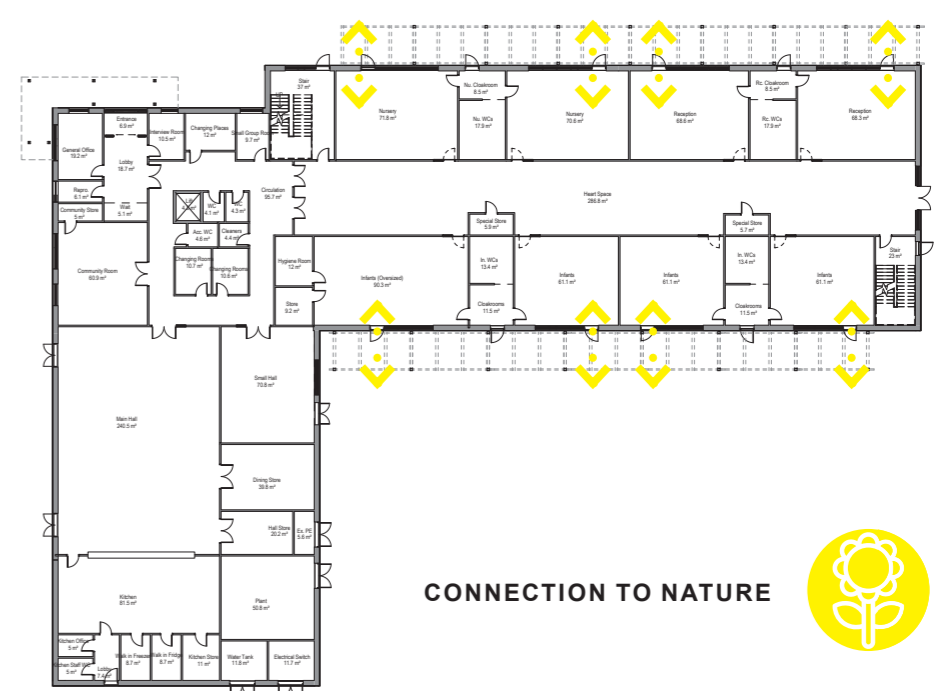 Stair
37 m²
Nursery
71.8 m²
Nu. Cloakroom
8.5 m²
Nu. WCs
17.9 m²
Nursery
70.6 m²
Reception
68.6 m²
Rc. Cloakroom
8.5 m²
Rc. WCs
17.9 m²
Reception
68.3 m²
Entrance
6.9 m²
Interview Room
10.5 m²
Changing Places
12 m²
Small Group Room
9.7 m²
General Office
19.2 m²
Lobby
18.7 m²
Repro.
6.1 m²
Community Store
5 m²
Wait
5.1 m²
Lift
WC
4.1 m²
WC
4.3 m²
Circulation
95.7 m²
Heart Space
286.8 m²
Acc. WC
4.6 m²
Cleaners
4.4 m²
Special Store
5.9 m²
Special Store
5.7 m²
Community Room
60.9 m²
Changing Rooms
10.7 m²
Changing Rooms
10.6 m²
Hygiene Room
12 m²
Store
9.2 m²
Infants (Oversized)
90.3 m²
In. WCs
13.4 m²
Cloakrooms
11.5 m²
Infants
61.1 m²
Infants
61.1 m²
In. WCs
13.4 m²
Cloakrooms
11.5 m²
Infants
61.1 m²
Stair
23 m²
Main Hall
240.5 m²
Small Hall
70.8 m²
Dining Store
39.8 m²
Hall Store
20.2 m²
Ex. PE
5.6 m²
Kitchen
81.5 m²
Plant
50.8 m²
Kitchen Office
5 m²
Kitchen Staff WC
5 m²
Lobby
7.4 m²
Walk in Freezer
8.7 m²
Walk in Fridge
8.7 m²
Kitchen Store
11 m²
Water Tank
11.8 m²
Electrical Switch
11.7 m²
CONNECTION TO NATURE